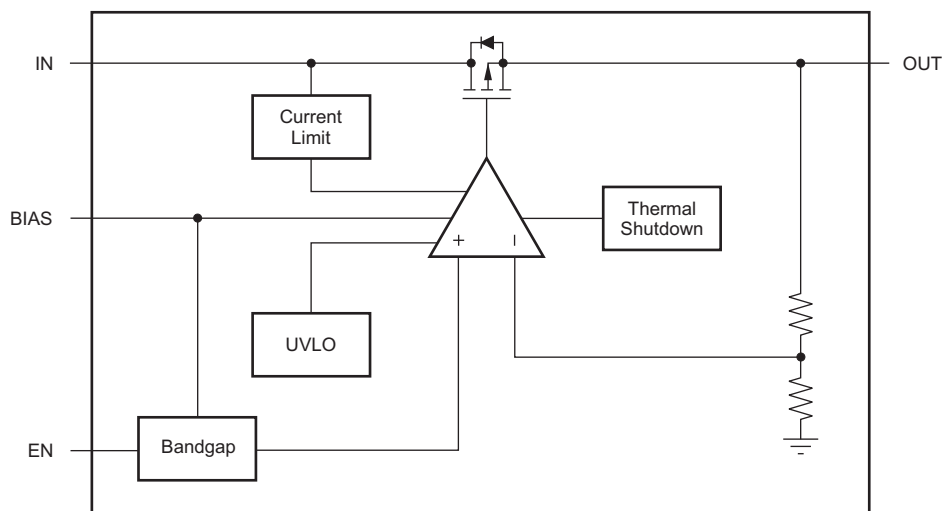 IN
OUT
Current
Limit
BIAS
Thermal
Shutdown
+
–
UVLO
EN
Bandgap